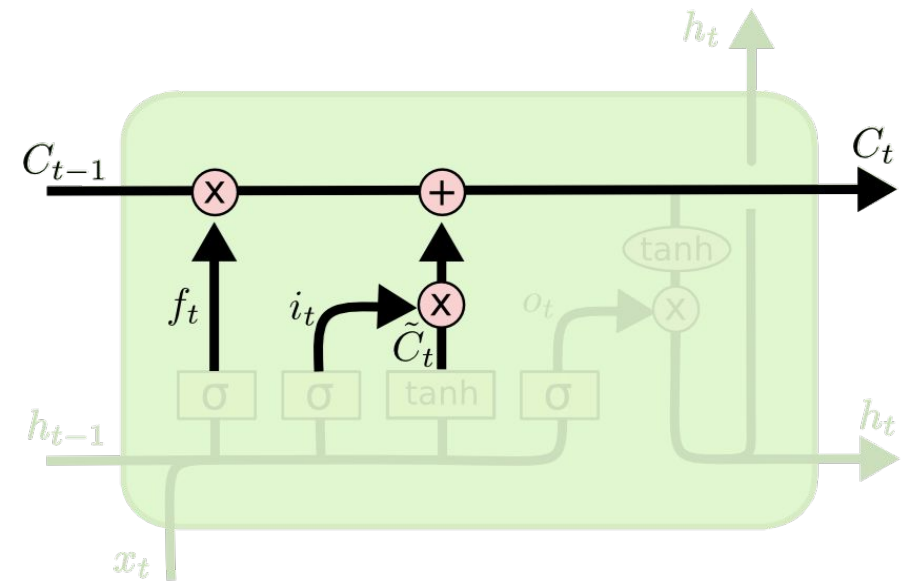 h_t
C_{t-1}
C_t
x
+
f_t
i_t
x
C̃_t
tanh
o_t
x
σ
σ
tanh
σ
h_{t-1}
h_t
x_t